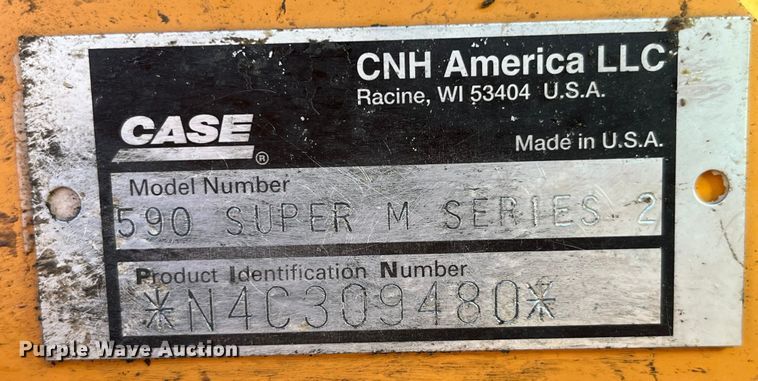 CNH America LLC
Racine, WI 53404 U.S.A.
CASE ®
Made in U.S.A.
Model Number
590 SUPER M SERIES 2
Product Identification Number
*N4C309480*
Purple Wave Auction